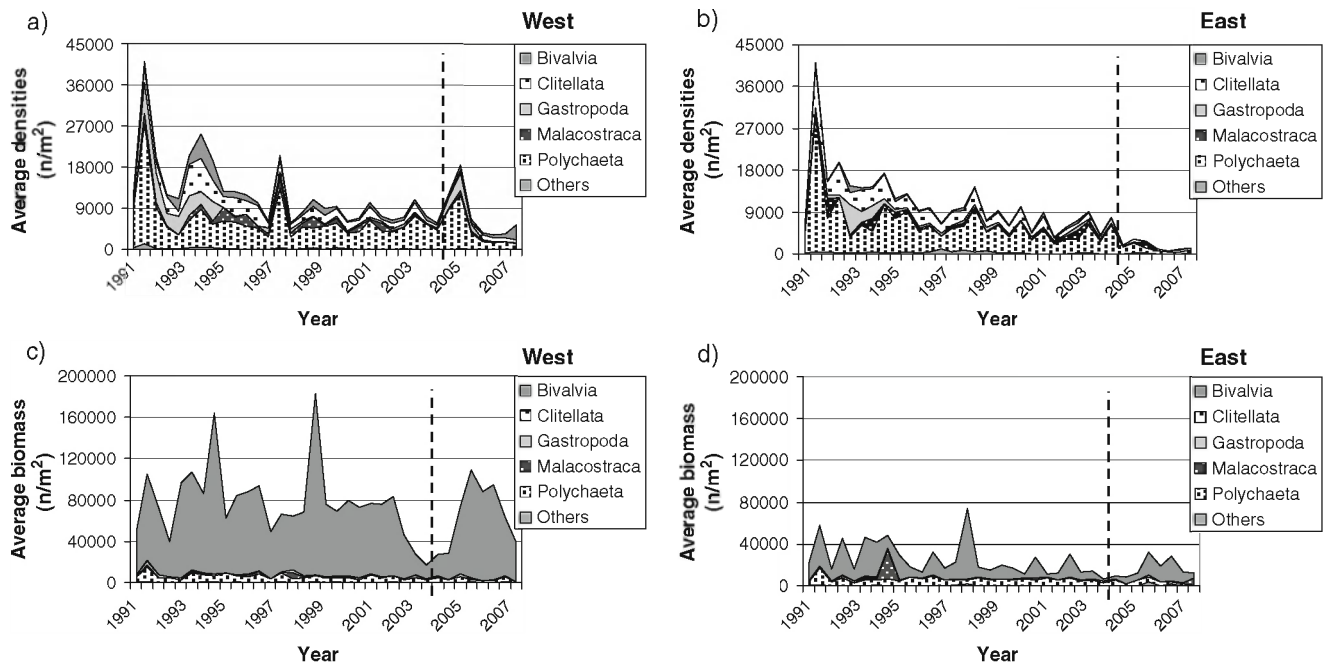 a)
West
Average densities
(n/m²)
45000
36000
27000
18000
9000
0
1991
1993
1995
1997
1999
2001
2003
2005
2007
Year
Bivalvia
Clitellata
Gastropoda
Malacostraca
Polychaeta
Others
b)
East
Average densities
(n/m²)
45000
36000
27000
18000
9000
0
1991
1993
1995
1997
1999
2001
2003
2005
2007
Year
Bivalvia
Clitellata
Gastropoda
Malacostraca
Polychaeta
Others
c)
West
Average biomass
(n/m²)
200000
160000
120000
80000
40000
0
1991
1993
1995
1997
1999
2001
2003
2005
2007
Year
Bivalvia
Clitellata
Gastropoda
Malacostraca
Polychaeta
Others
d)
East
Average biomass
(n/m²)
200000
160000
120000
80000
40000
0
1991
1993
1995
1997
1999
2001
2003
2005
2007
Year
Bivalvia
Clitellata
Gastropoda
Malacostraca
Polychaeta
Others